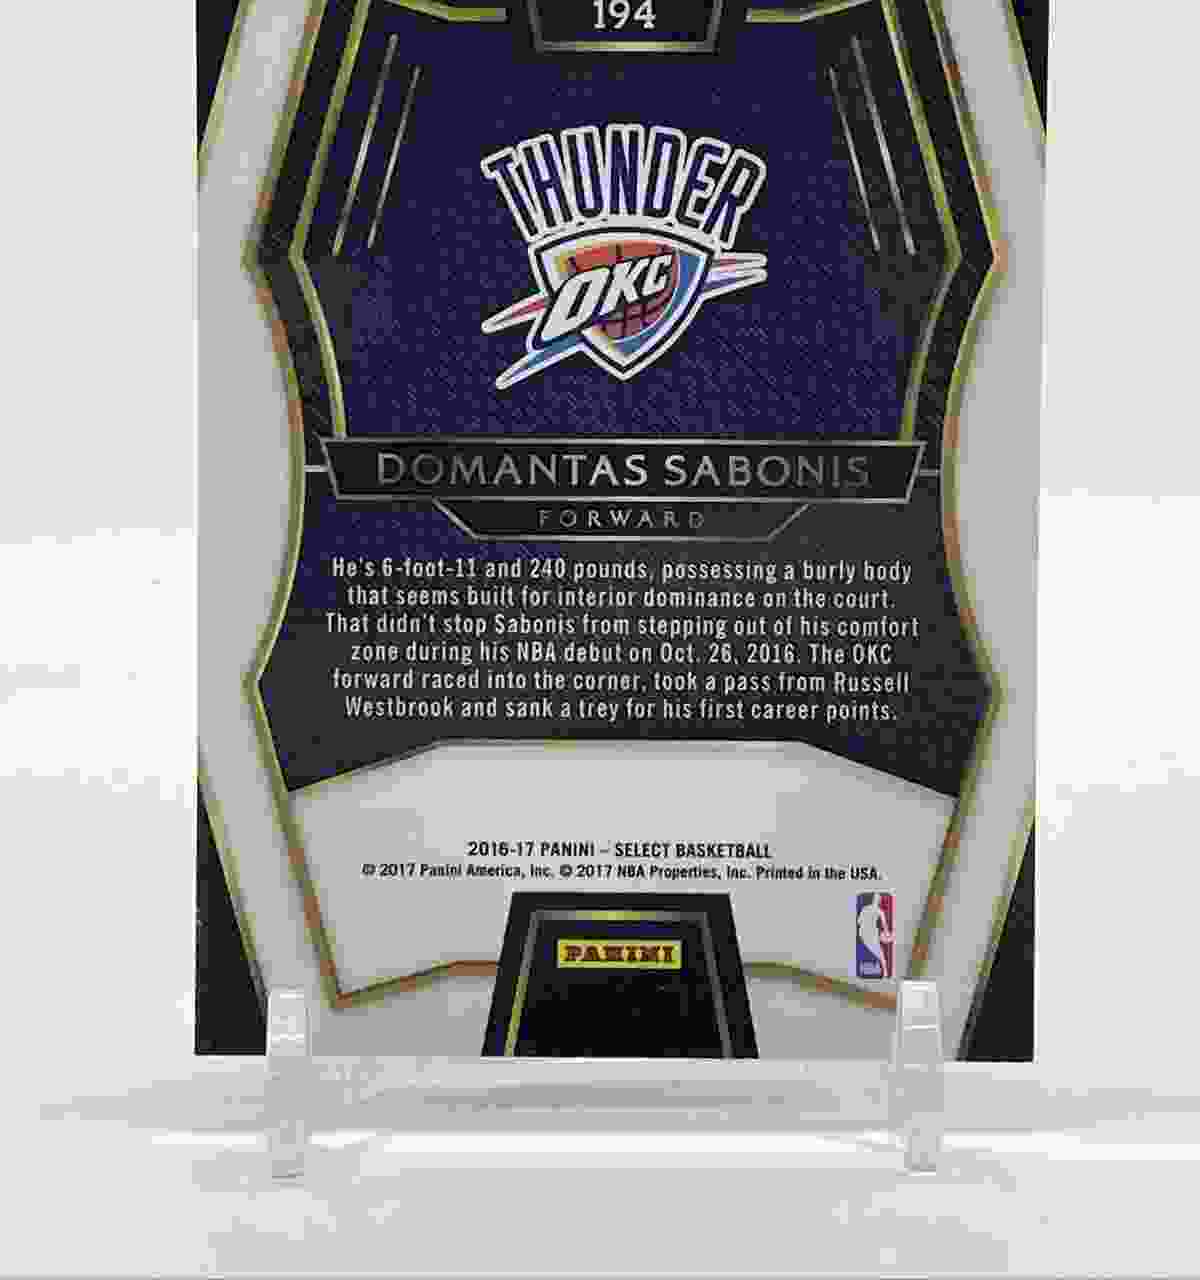 194
THUNDER
OKC
DOMANTAS SABONIS
FORWARD
He's 6-foot-11 and 240 pounds, possessing a burly body
that seems built for interior dominance on the court.
That didn't stop Sabonis from stepping out of his comfort
zone during his NBA debut on Oct. 26, 2016. The OKC
forward raced into the corner, took a pass from Russell
Westbrook and sank a trey for his first career points.
2016-17 PANINI – SELECT BASKETBALL
© 2017 Panini America, Inc. © 2017 NBA Properties, Inc. Printed in the USA.
PANINI
NBA